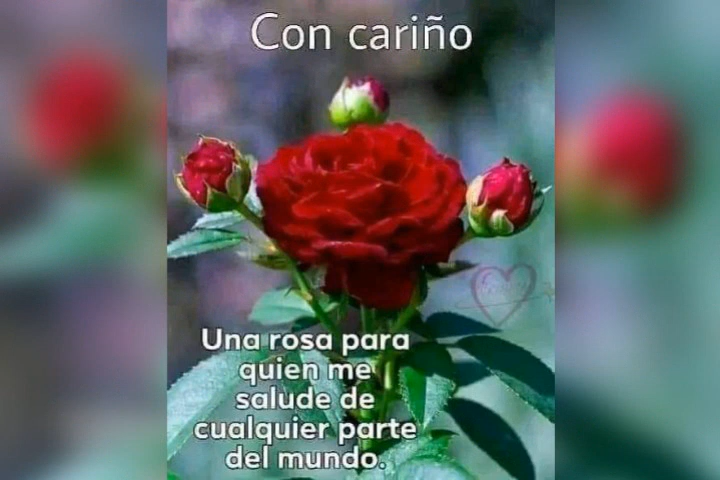 Con cariño
Una rosa para
quien me
salude de
cualquier parte
del mundo.